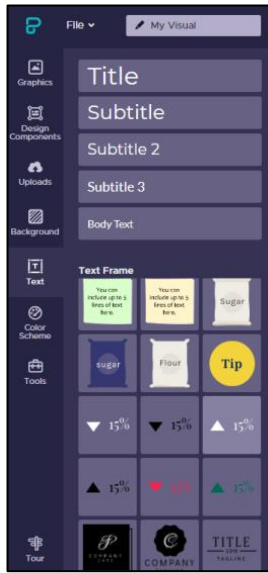 File
My Visual
Graphics
Design
Components
Uploads
Background
Text
Color
Scheme
Tools
Tour
Title
Subtitle
Subtitle 2
Subtitle 3
Body Text
Text Frame
You can
include up to 5
lines of text
here.
You can
include up to 5
lines of text
here.
Sugar
sugar
Flour
Tip
15%
15%
15%
15%
15%
15%
COMPANY
COMPANY
TITLE
TAGLINE